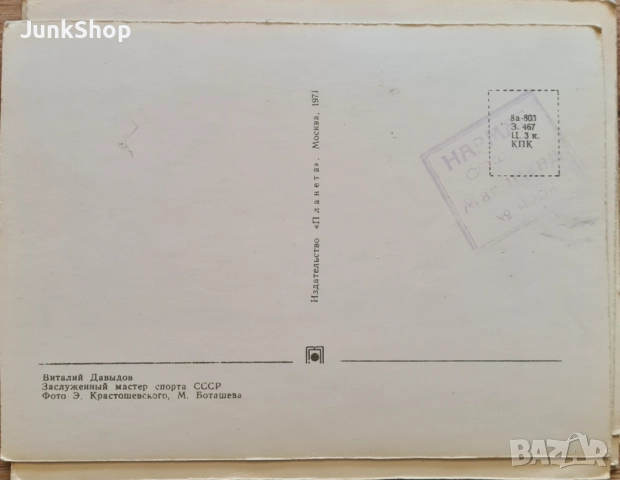 JunkShop
8а-803
З. 467
Ц. 3 к.
КПК
Издательство «Планета». Москва. 1971
Виталий Давыдов
Заслуженный мастер спорта СССР
Фото Э. Крастошевского, М. Боташева
BAZAR